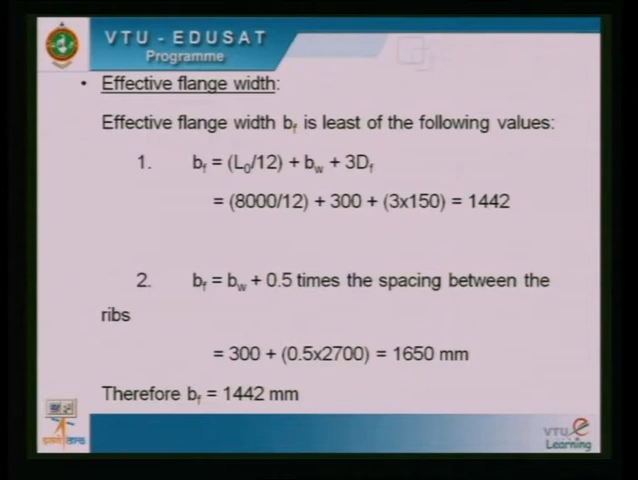 VTU - EDUSAT
Programme
• Effective flange width:
Effective flange width bf is least of the following values:
1. bf = (L0/12) + bw + 3Df
= (8000/12) + 300 + (3x150) = 1442
2. bf = bw + 0.5 times the spacing between the
ribs
= 300 + (0.5x2700) = 1650 mm
Therefore bf = 1442 mm
VTU e
Learning